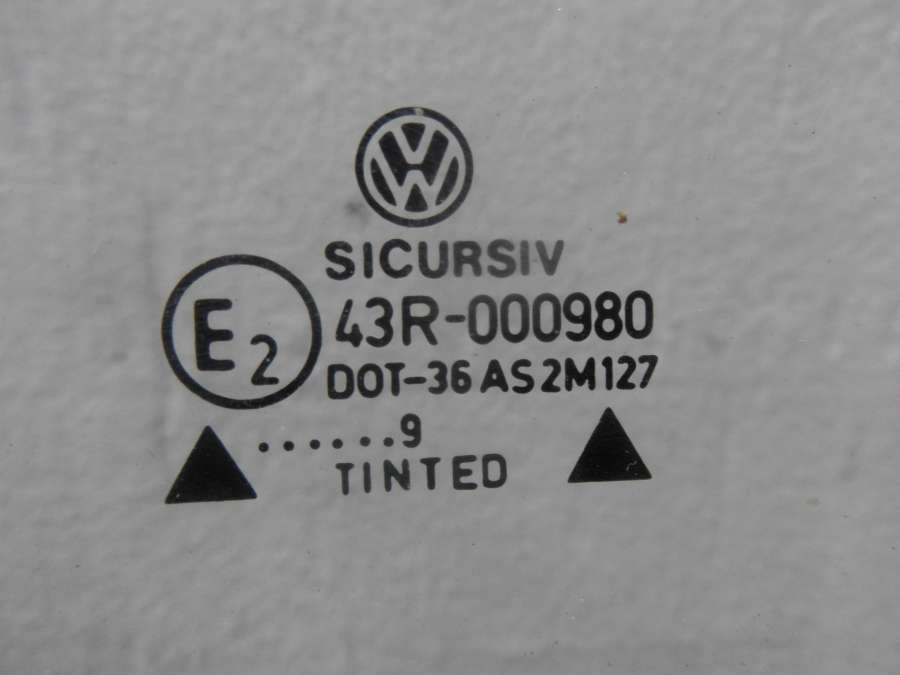 SICURSIV
E2
43R-000980
DOT-36 AS2M127
......9
TINTED